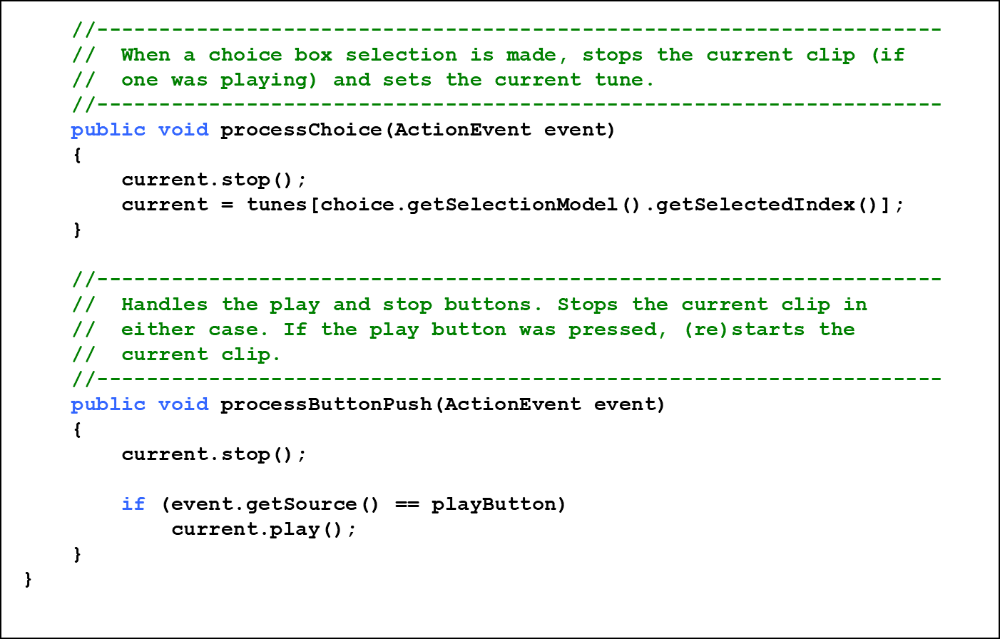 //--------------------------------------------------------------------
//  When a choice box selection is made, stops the current clip (if
//  one was playing) and sets the current tune.
//--------------------------------------------------------------------
public void processChoice(ActionEvent event)
{
    current.stop();
    current = tunes[choice.getSelectionModel().getSelectedIndex()];
}

//--------------------------------------------------------------------
//  Handles the play and stop buttons. Stops the current clip in
//  either case. If the play button was pressed, (re)starts the
//  current clip.
//--------------------------------------------------------------------
public void processButtonPush(ActionEvent event)
{
    current.stop();

    if (event.getSource() == playButton)
        current.play();
}
}